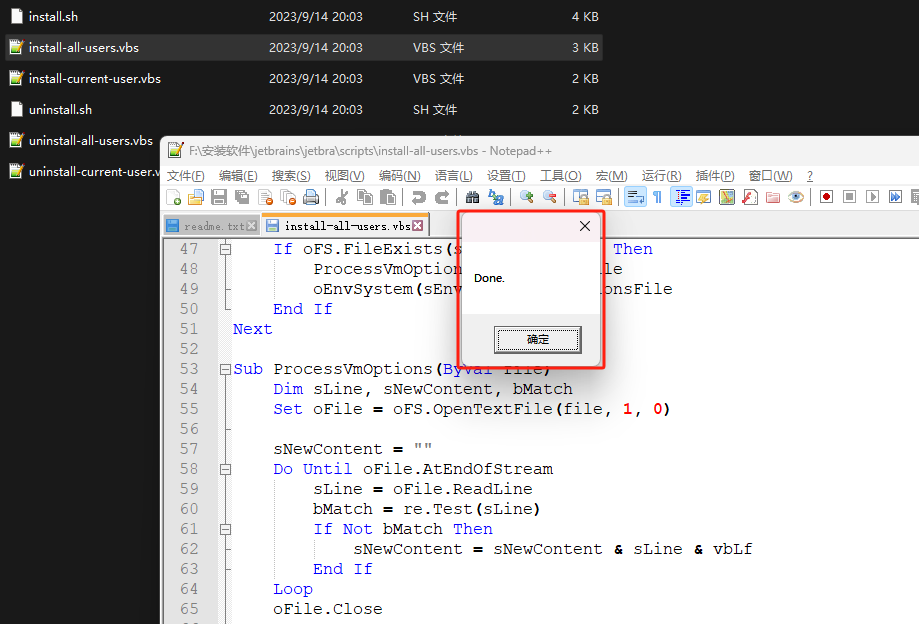 install.sh 2023/9/14 20:03 SH 文件 4 KB
install-all-users.vbs 2023/9/14 20:03 VBS 文件 3 KB
install-current-user.vbs 2023/9/14 20:03 VBS 文件 2 KB
uninstall.sh 2023/9/14 20:03 SH 文件 2 KB
uninstall-all-users.vbs
uninstall-current-user.v
F:\安装软件\jetbrains\jetbra\scripts\install-all-users.vbs - Notepad++
文件(F) 编辑(E) 搜索(S) 视图(V) 编码(N) 语言(L) 设置(T) 工具(O) 宏(M) 运行(R) 插件(P) 窗口(W) ?
readme.txt install-all-users.vbs
47 If oFS.FileExists(s Then
48 ProcessVmOption le
49 oEnvSystem(sEnv onsFile
50 End If
51 Next
52
53 Sub ProcessVmOptions(ByVal file)
54 Dim sLine, sNewContent, bMatch
55 Set oFile = oFS.OpenTextFile(file, 1, 0)
56
57 sNewContent = ""
58 Do Until oFile.AtEndOfStream
59 sLine = oFile.ReadLine
60 bMatch = re.Test(sLine)
61 If Not bMatch Then
62 sNewContent = sNewContent & sLine & vbLf
63 End If
64 Loop
65 oFile.Close
Done.
确定